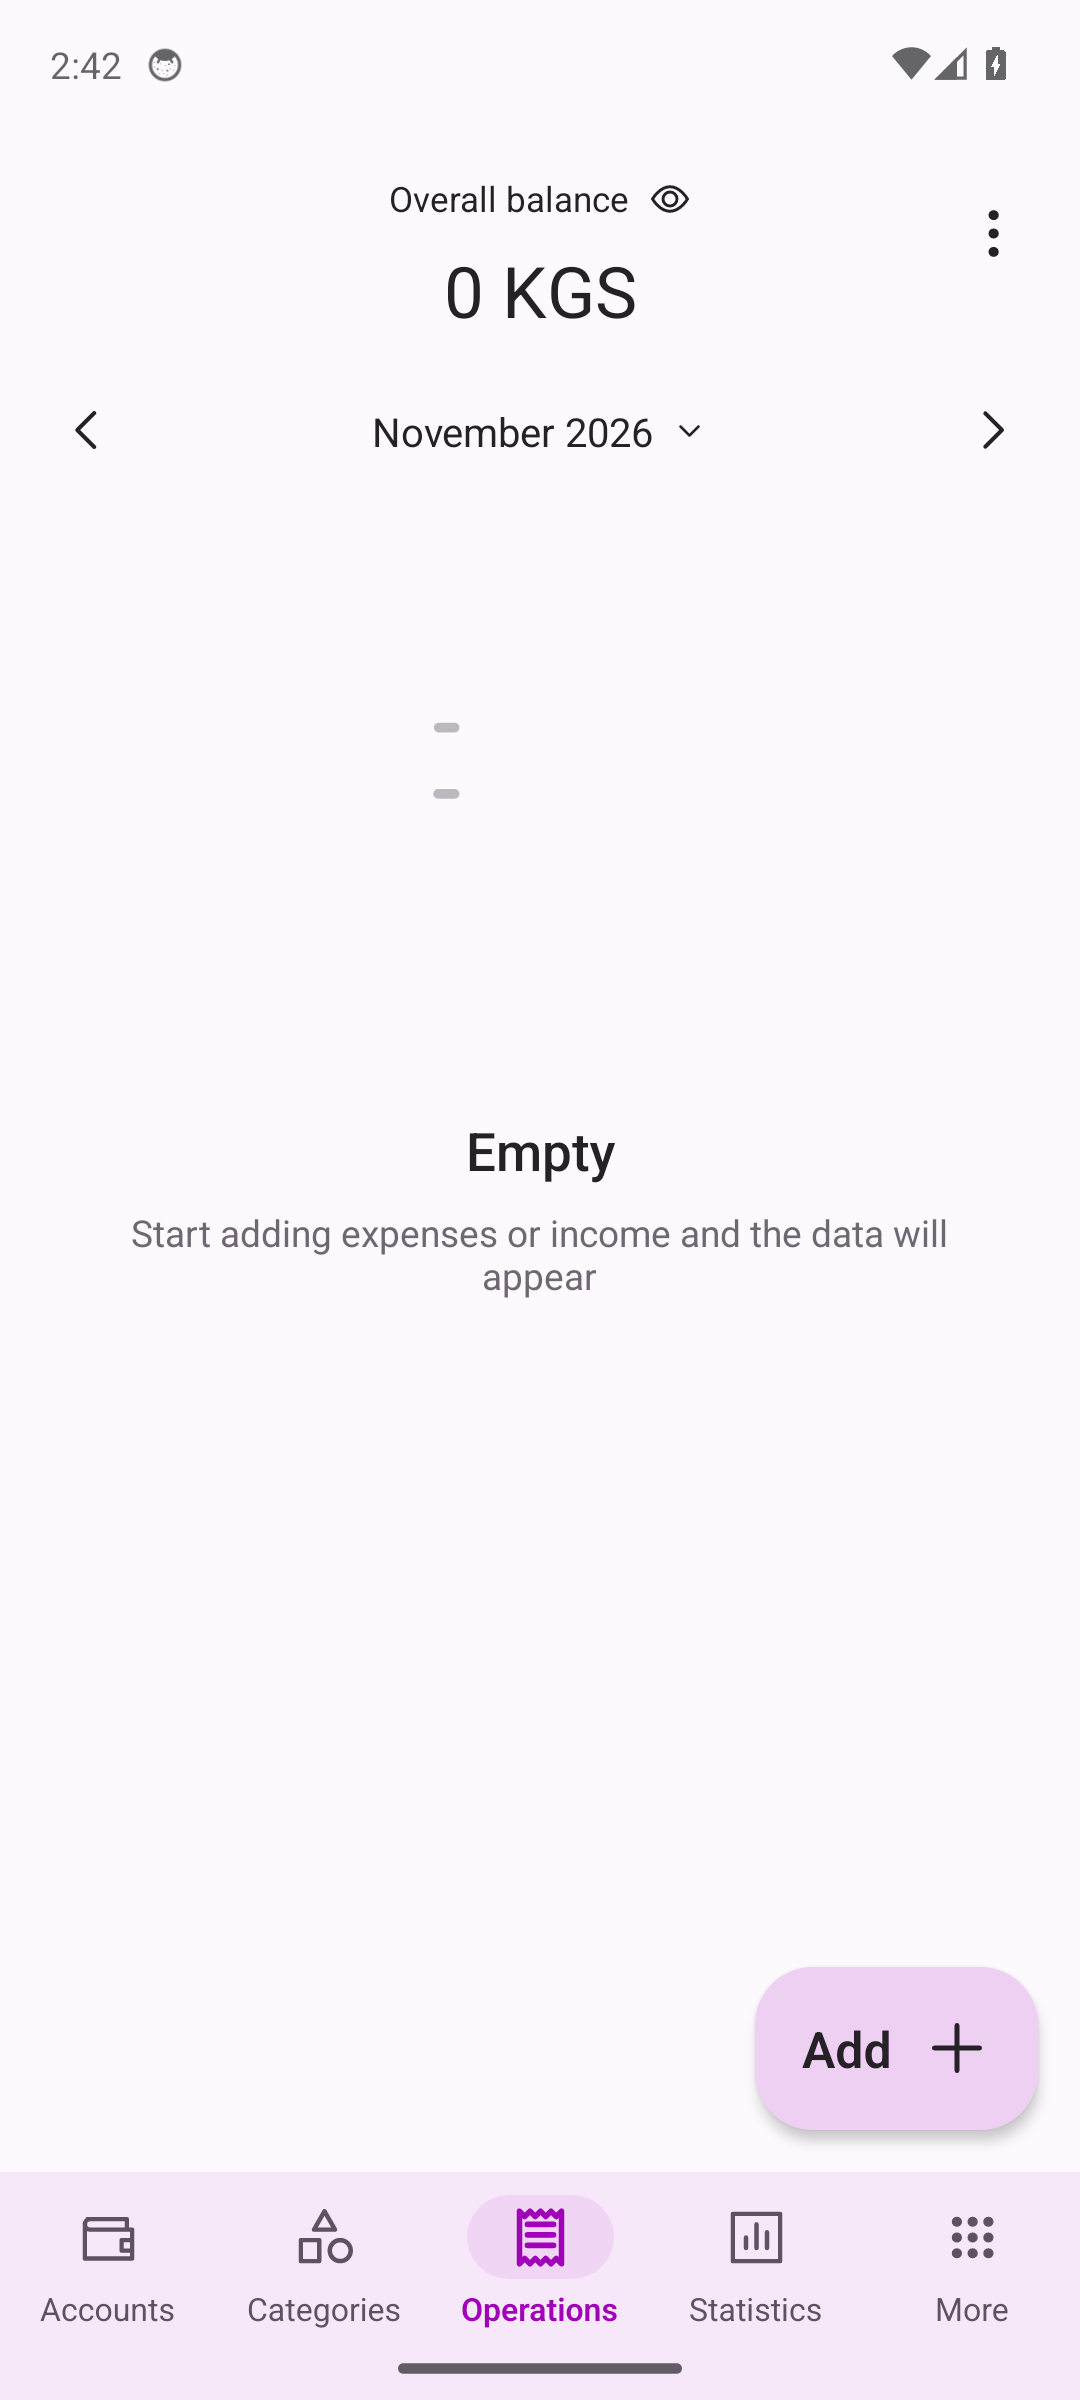 2:42
Overall balance
0 KGS
November 2026
Empty
Start adding expenses or income and the data will
appear
Add
Accounts
Categories
Operations
Statistics
More